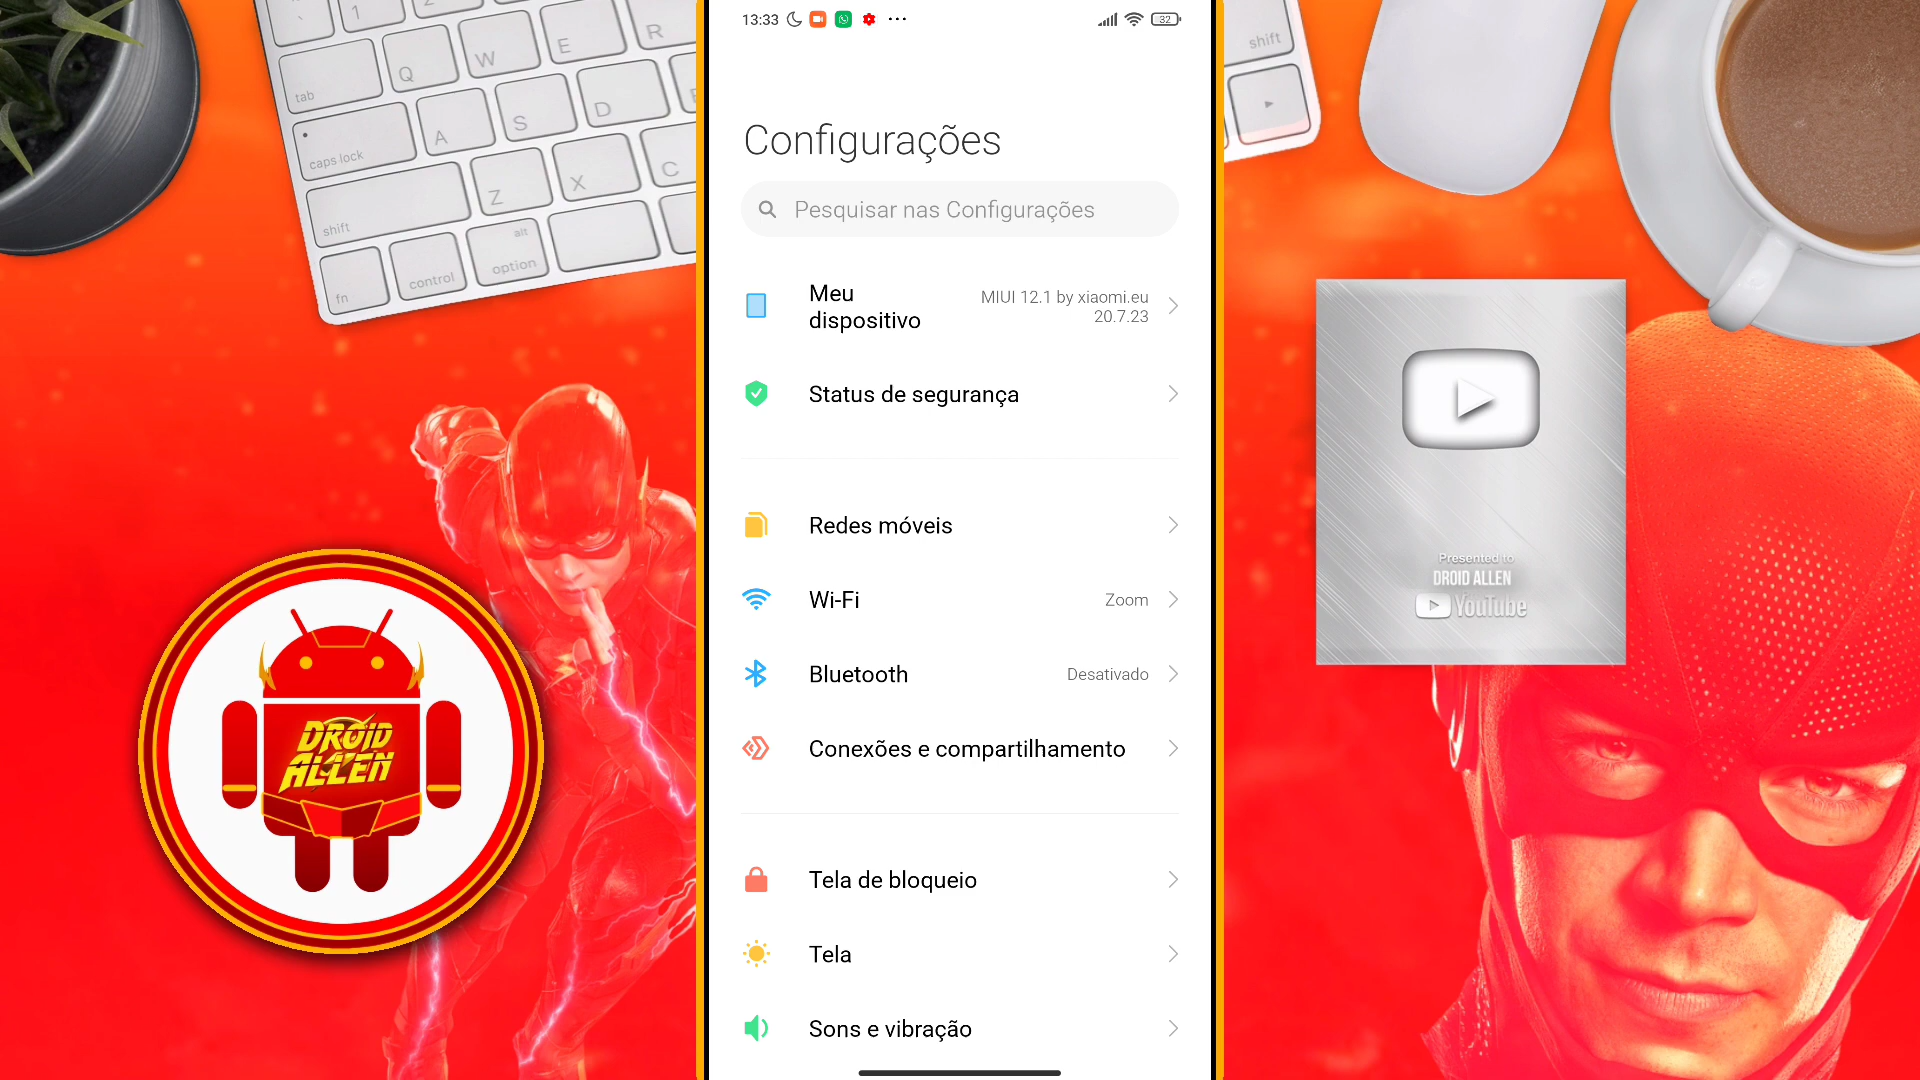 1
2
tab
Q
W
E
R
caps lock
A
S
D
shift
Z
X
C
fn
control
alt
option
DROID
ALLEN
13:33
32
Configurações
Pesquisar nas Configurações
Meu
dispositivo
MIUI 12.1 by xiaomi.eu
20.7.23
Status de segurança
Redes móveis
Wi-Fi
Zoom
Bluetooth
Desativado
Conexões e compartilhamento
Tela de bloqueio
Tela
Sons e vibração
shift
Presented to
DROID ALLEN
YouTube